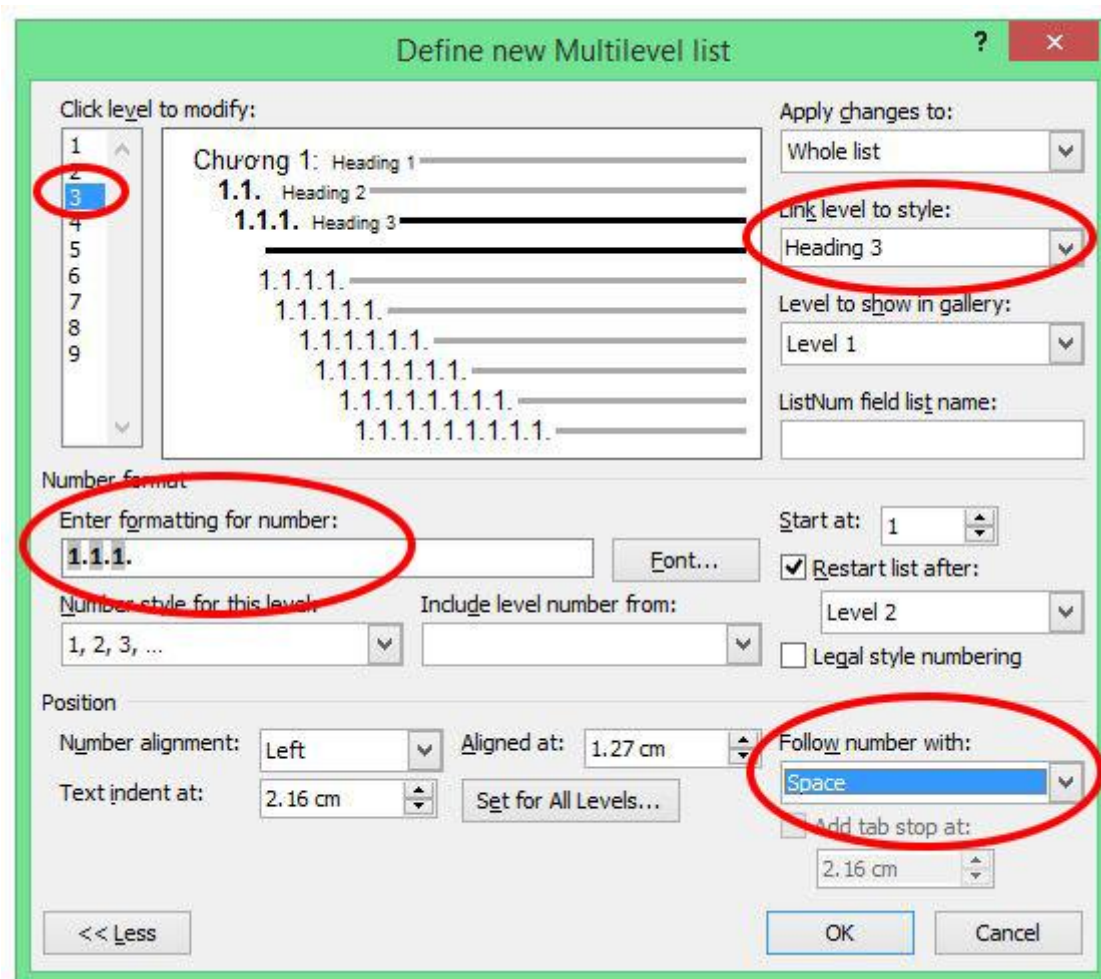 Define new Multilevel list
?
×
Click level to modify:
1
2
3
4
5
6
7
8
9
Chương 1: Heading 1
1.1. Heading 2
1.1.1. Heading 3
1.1.1.1.
1.1.1.1.1.
1.1.1.1.1.1.
1.1.1.1.1.1.1.
1.1.1.1.1.1.1.1.
1.1.1.1.1.1.1.1.1.
Apply changes to:
Whole list
Link level to style:
Heading 3
Level to show in gallery:
Level 1
ListNum field list name:
Number format
Enter formatting for number:
1.1.1.
Font...
Number style for this level:
1, 2, 3, ...
Include level number from:
Start at: 1
Restart list after:
Level 2
Legal style numbering
Position
Number alignment: Left
Aligned at: 1.27 cm
Text indent at: 2.16 cm
Set for All Levels...
Follow number with:
Space
Add tab stop at:
2.16 cm
<< Less
OK
Cancel